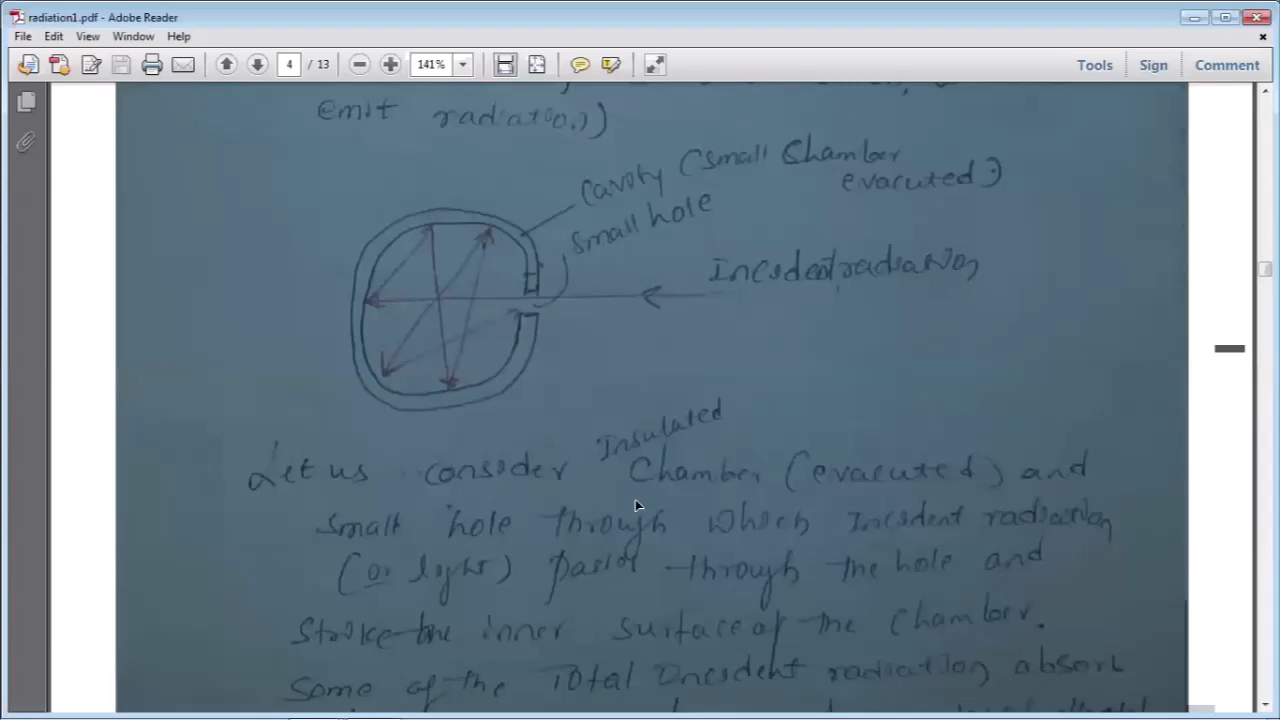 radiation1.pdf - Adobe Reader
File Edit View Window Help
4 / 13 141% Tools Sign Comment
emit radiation)
Cavity (small Chamber
evacuted)
small hole
Incident radiation
Insulated
Let us consider Chamber (evacuted) and
small hole through which Incident radiation
(or light) through the hole and
strike the inner surface of the chamber.
Some of the Total Incident radiation absorb